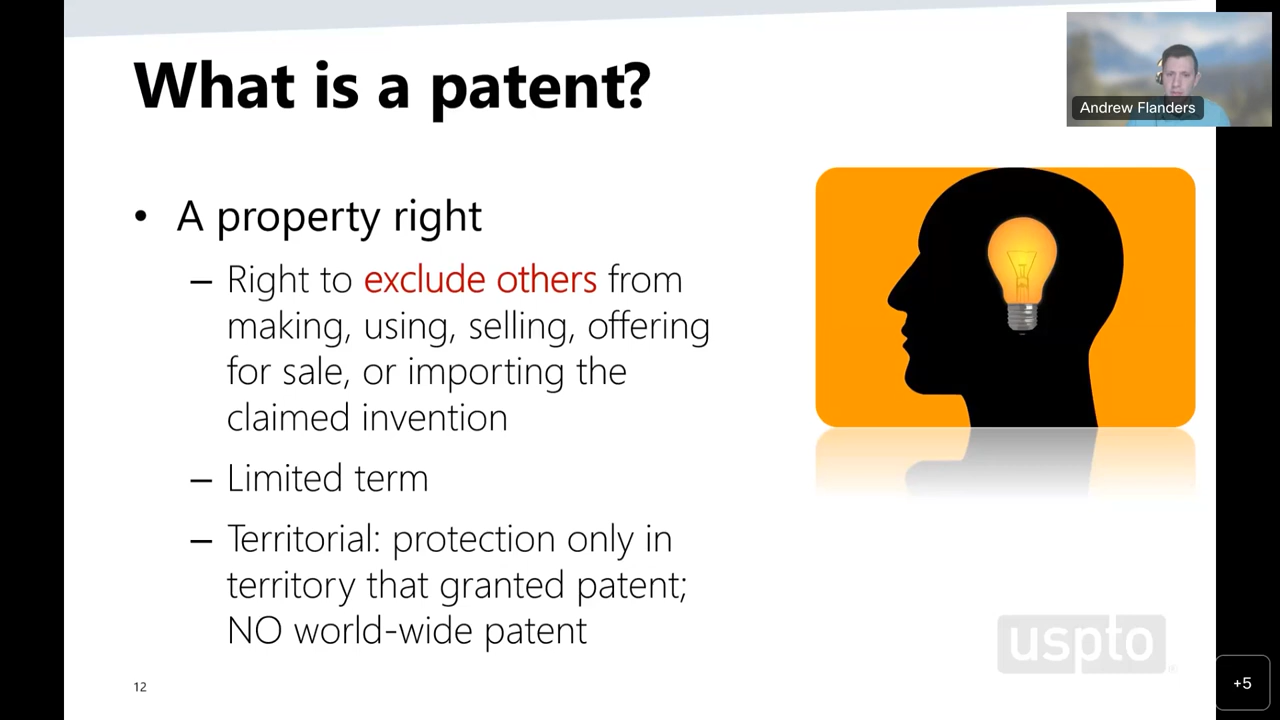 What is a patent?
Andrew Flanders
• A property right
– Right to exclude others from
making, using, selling, offering
for sale, or importing the
claimed invention
– Limited term
– Territorial: protection only in
territory that granted patent;
NO world-wide patent
uspto
12
+5